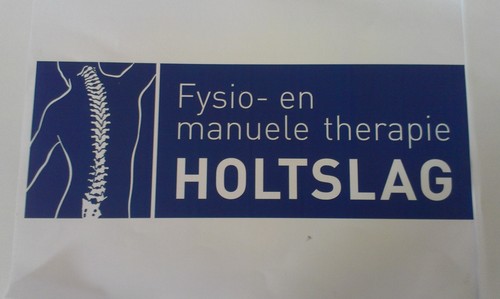 Fysio- en
manuele therapie
HOLTSLAG